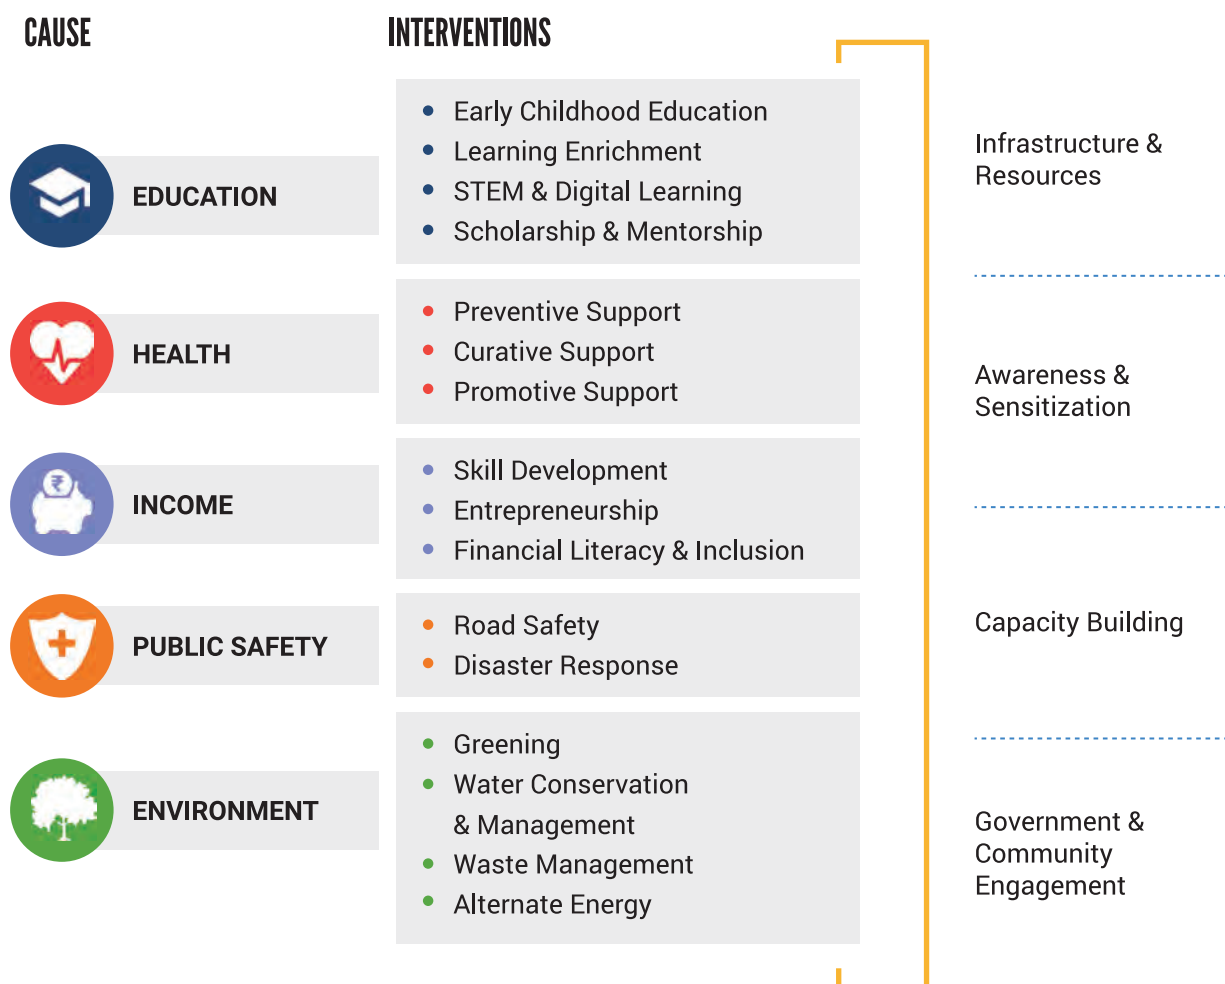 CAUSE
INTERVENTIONS
EDUCATION
Early Childhood Education
Learning Enrichment
STEM & Digital Learning
Scholarship & Mentorship
HEALTH
Preventive Support
Curative Support
Promotive Support
₹
INCOME
Skill Development
Entrepreneurship
Financial Literacy & Inclusion
PUBLIC SAFETY
Road Safety
Disaster Response
ENVIRONMENT
Greening
Water Conservation
& Management
Waste Management
Alternate Energy
Infrastructure &
Resources
Awareness &
Sensitization
Capacity Building
Government &
Community
Engagement